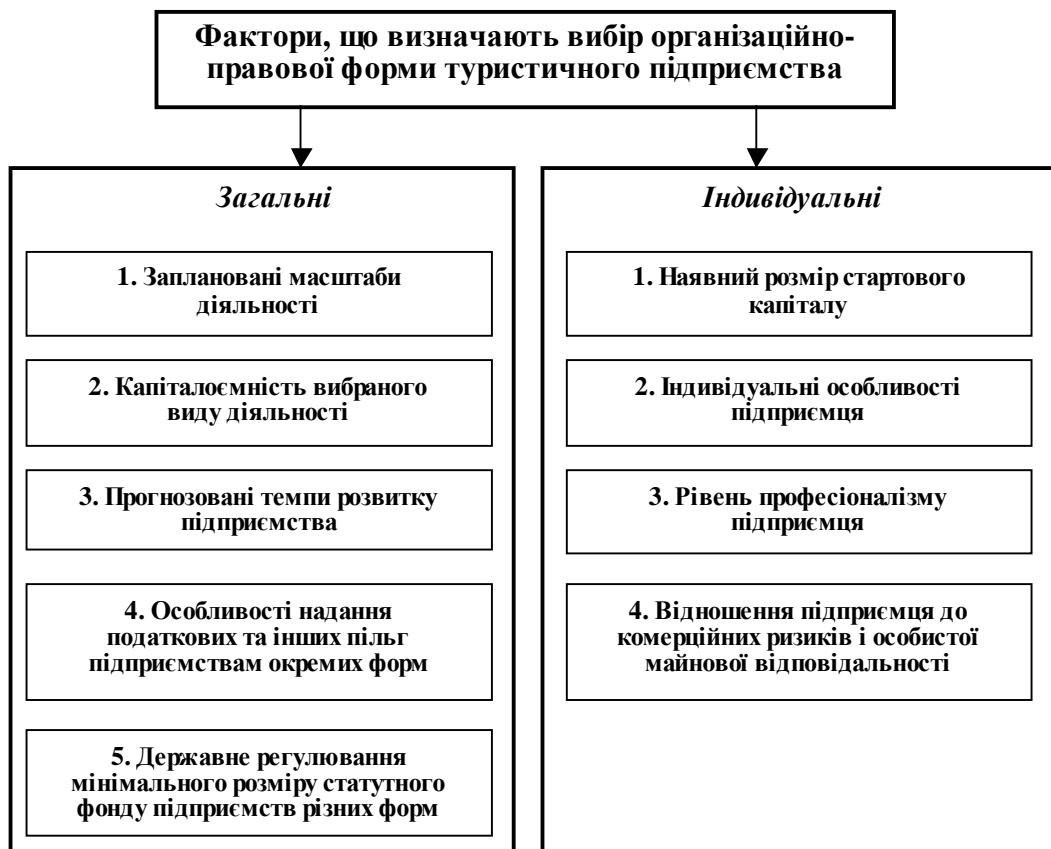 Фактори, що визначають вибір організаційно-
правової форми туристичного підприємства
Загальні
1. Заплановані масштаби
діяльності
2. Капіталоємність вибраного
виду діяльності
3. Прогнозовані темпи розвитку
підприємства
4. Особливості надання
податкових та інших пільг
підприємствам окремих форм
5. Державне регулювання
мінімального розміру статутного
фонду підприємств різних форм
Індивідуальні
1. Наявний розмір стартового
капіталу
2. Індивідуальні особливості
підприємця
3. Рівень професіоналізму
підприємця
4. Відношення підприємця до
комерційних ризиків і особистої
майнової відповідальності